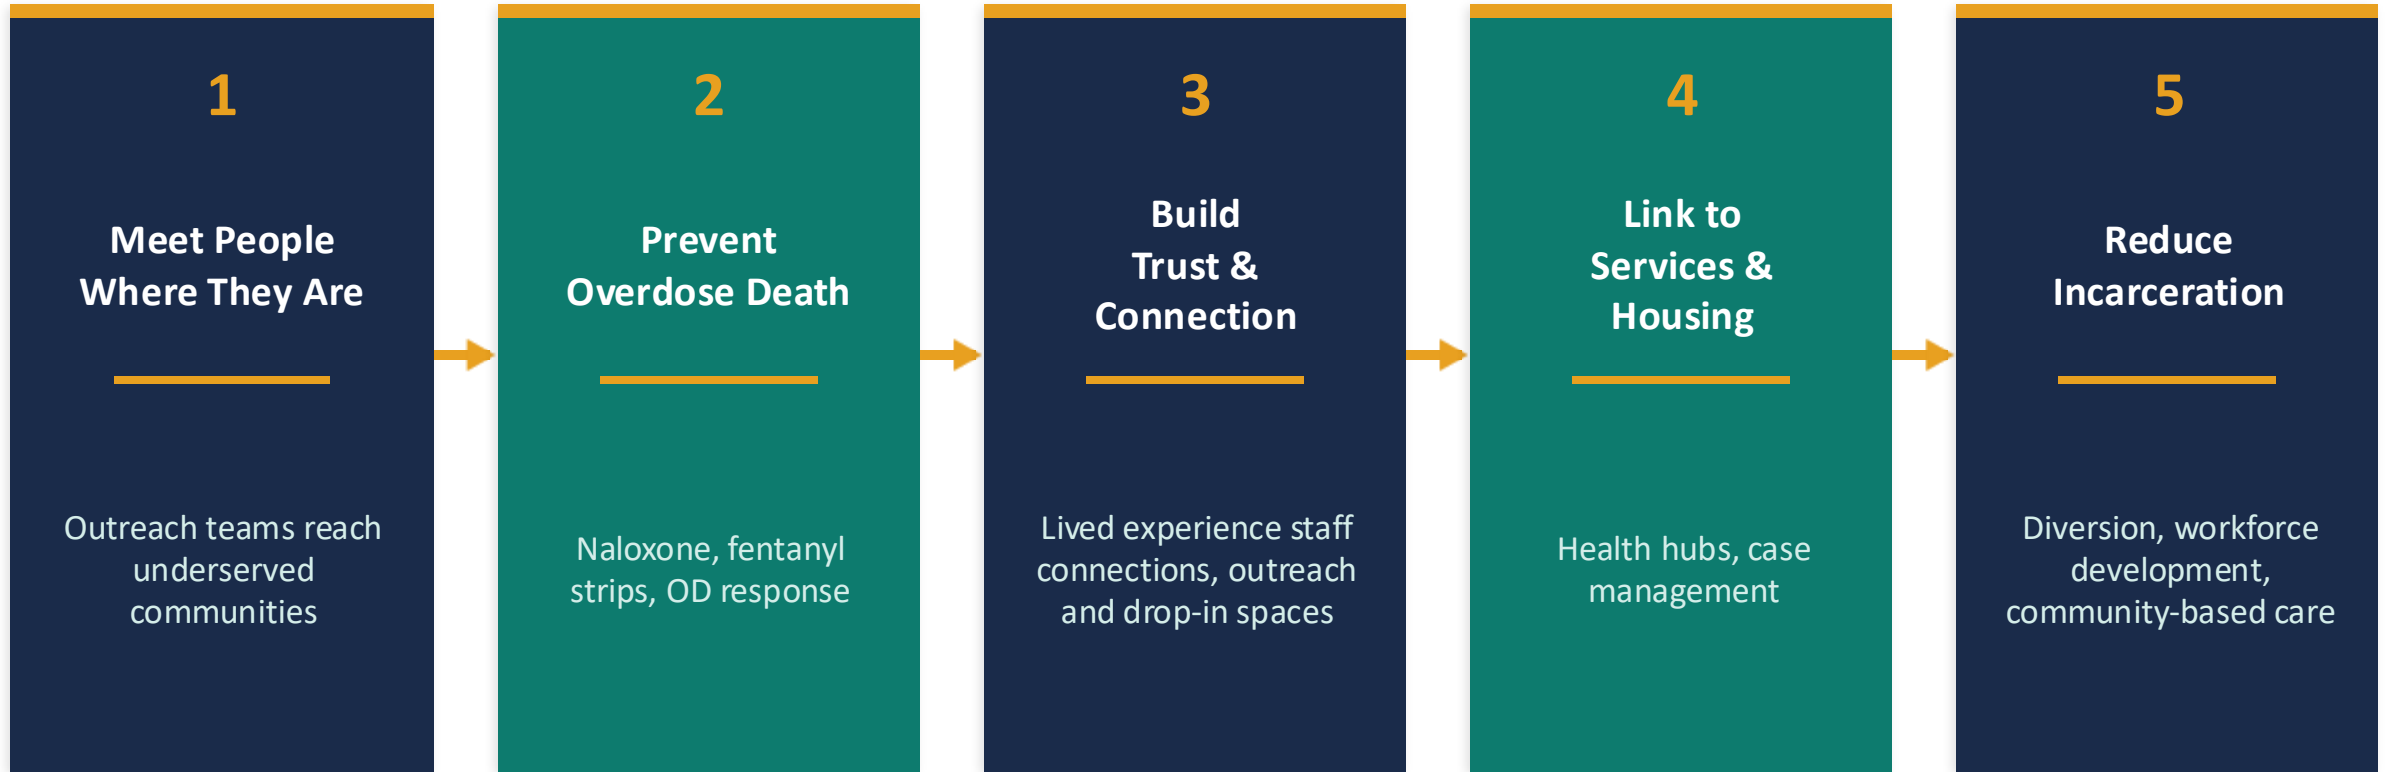 1
Meet People
Where They Are
Outreach teams reach
underserved
communities
2
Prevent
Overdose Death
Naloxone, fentanyl
strips, OD response
3
Build
Trust &
Connection
Lived experience staff
connections, outreach
and drop-in spaces
4
Link to
Services &
Housing
Health hubs, case
management
5
Reduce
Incarceration
Diversion, workforce
development,
community-based care